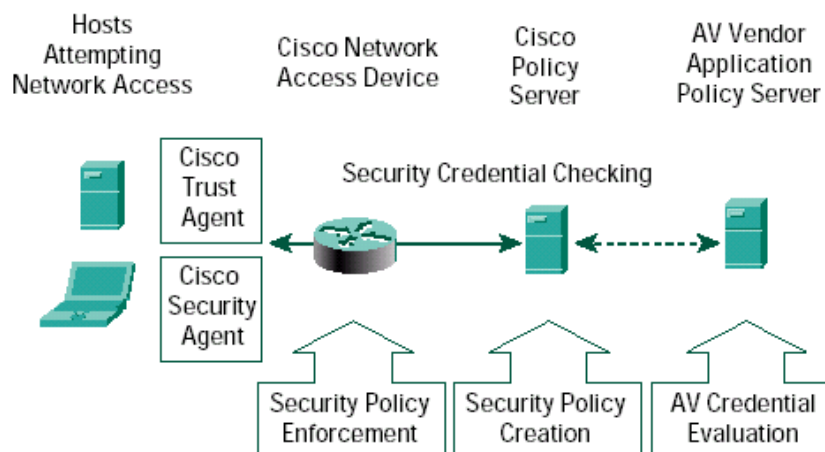 Hosts
Attempting
Network Access
Cisco Network
Access Device
Cisco
Policy
Server
AV Vendor
Application
Policy Server
Cisco
Trust
Agent
Security Credential Checking
Cisco
Security
Agent
Security Policy
Enforcement
Security Policy
Creation
AV Credential
Evaluation